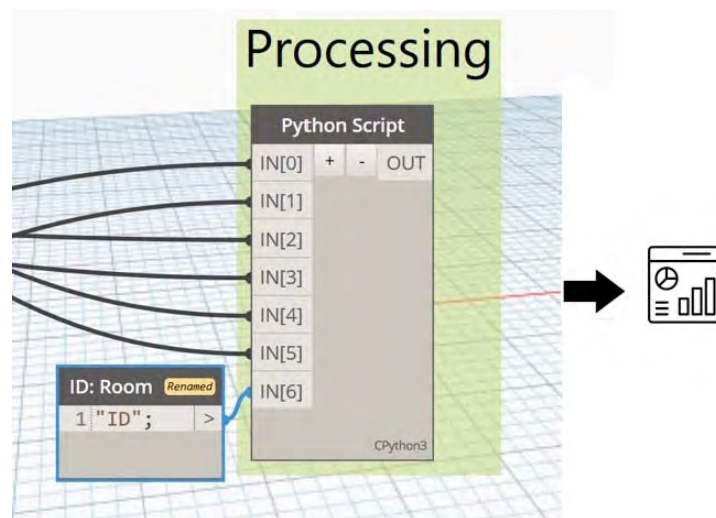 Processing
Python Script
IN[0] + - OUT
IN[1]
IN[2]
IN[3]
IN[4]
IN[5]
IN[6]
CPython3
ID: Room Renamed
1 "ID"; >